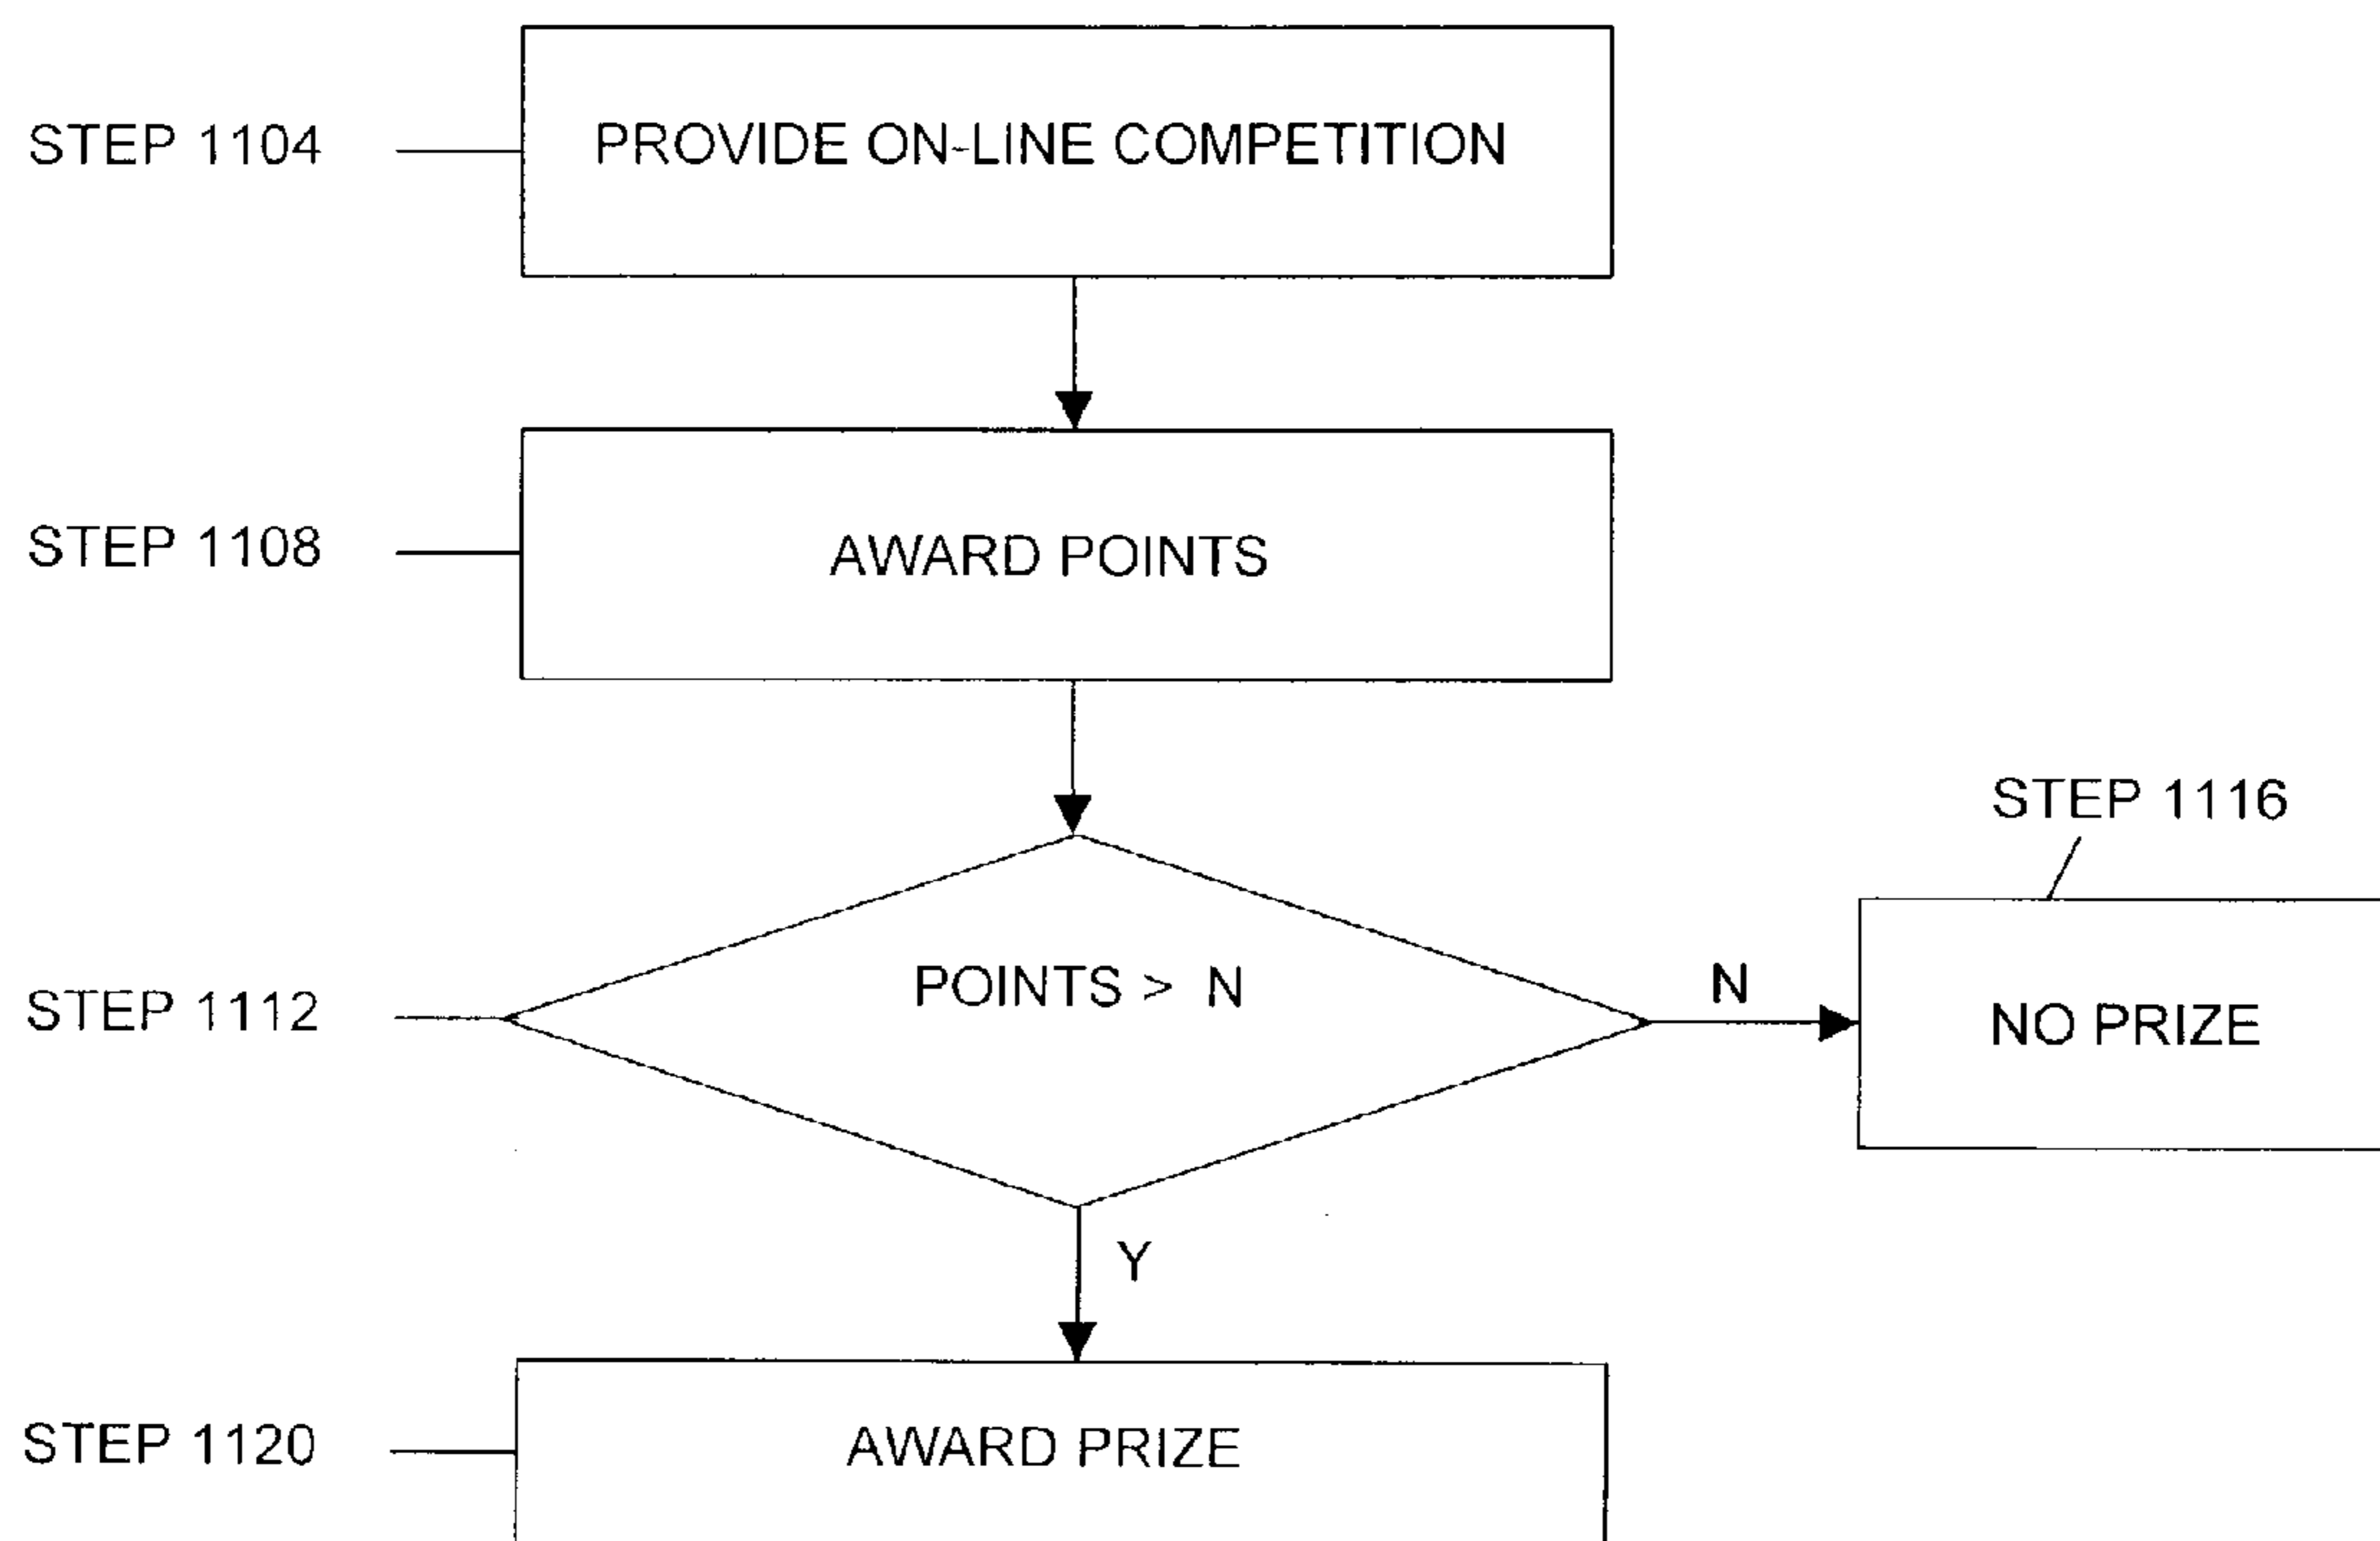 STEP 1104
PROVIDE ON-LINE COMPETITION
STEP 1108
AWARD POINTS
STEP 1116
STEP 1112
POINTS > N
N
NO PRIZE
Y
STEP 1120
AWARD PRIZE